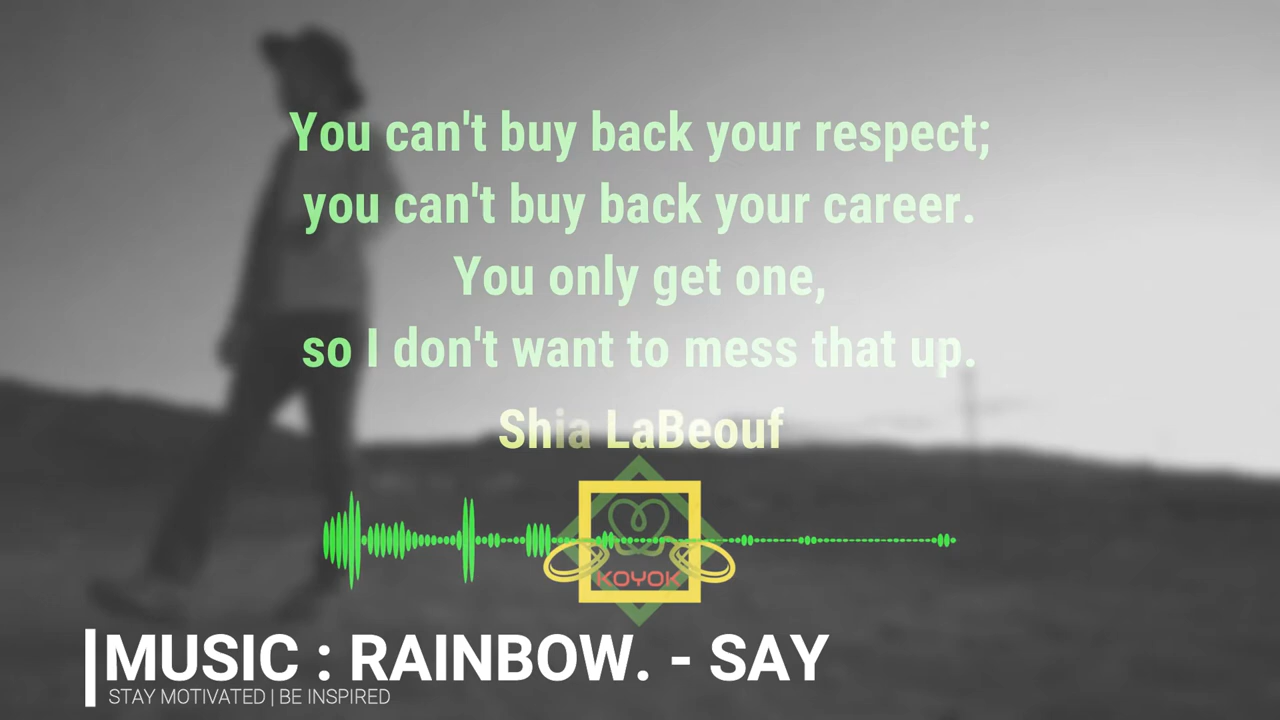 You can't buy back your respect;
you can't buy back your career.
You only get one,
so I don't want to mess that up.
Shia LaBeouf
KOYOK
MUSIC : RAINBOW. - SAY
STAY MOTIVATED | BE INSPIRED